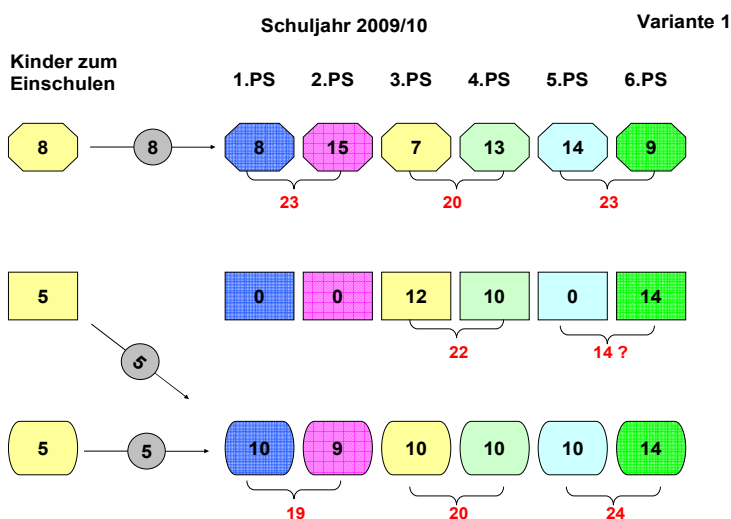 Schuljahr 2009/10
Variante 1
Kinder zum
Einschulen
1.PS 2.PS 3.PS 4.PS 5.PS 6.PS
8 8 8 15 7 13 14 9
23 20 23
5 0 0 12 10 0 14
22 14 ?
5
5 5 10 9 10 10 10 14
19 20 24